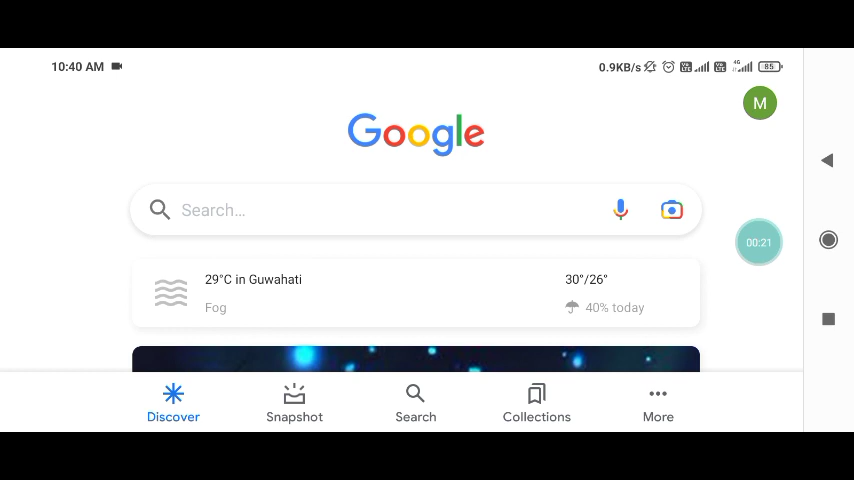 10:40 AM
0.9KB/s 4G 85
M
Google
Search...
00:21
29°C in Guwahati 30°/26°
Fog 40% today
Discover Snapshot Search Collections More